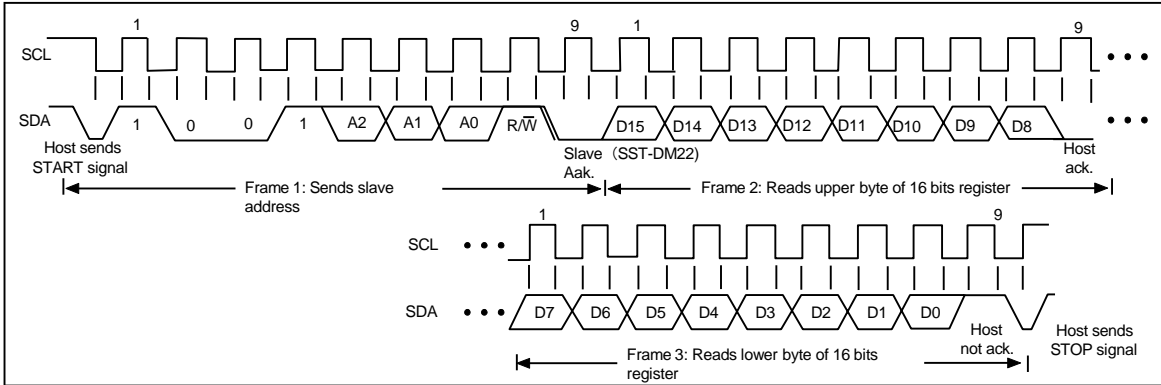 1 9 1 9
SCL
SDA 1 0 0 1 A2 A1 A0 R/W̅ D15 D14 D13 D12 D11 D10 D9 D8
Host sends
START signal
Slave (SST-DM22)
Aak.
Host
ack.
Frame 1: Sends slave
address
Frame 2: Reads upper byte of 16 bits register
1 9
SCL
SDA D7 D6 D5 D4 D3 D2 D1 D0
Host
not ack.
Host sends
STOP signal
Frame 3: Reads lower byte of 16 bits
register